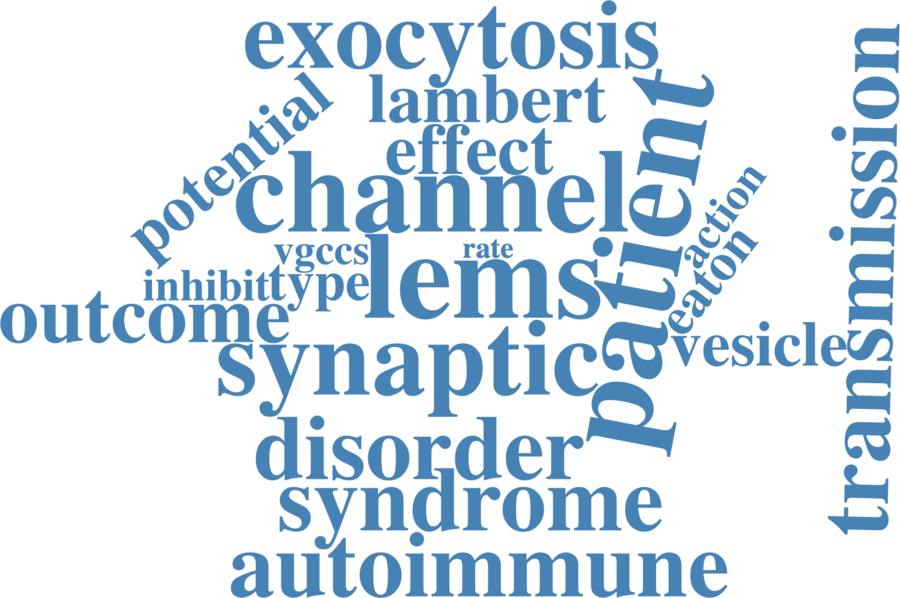 exocytosis
lambert
potential
effect
channel
patient
transmission
action
eaton
vgccs
rate
lems
inhibit
type
outcome
vesicle
synaptic
disorder
syndrome
autoimmune